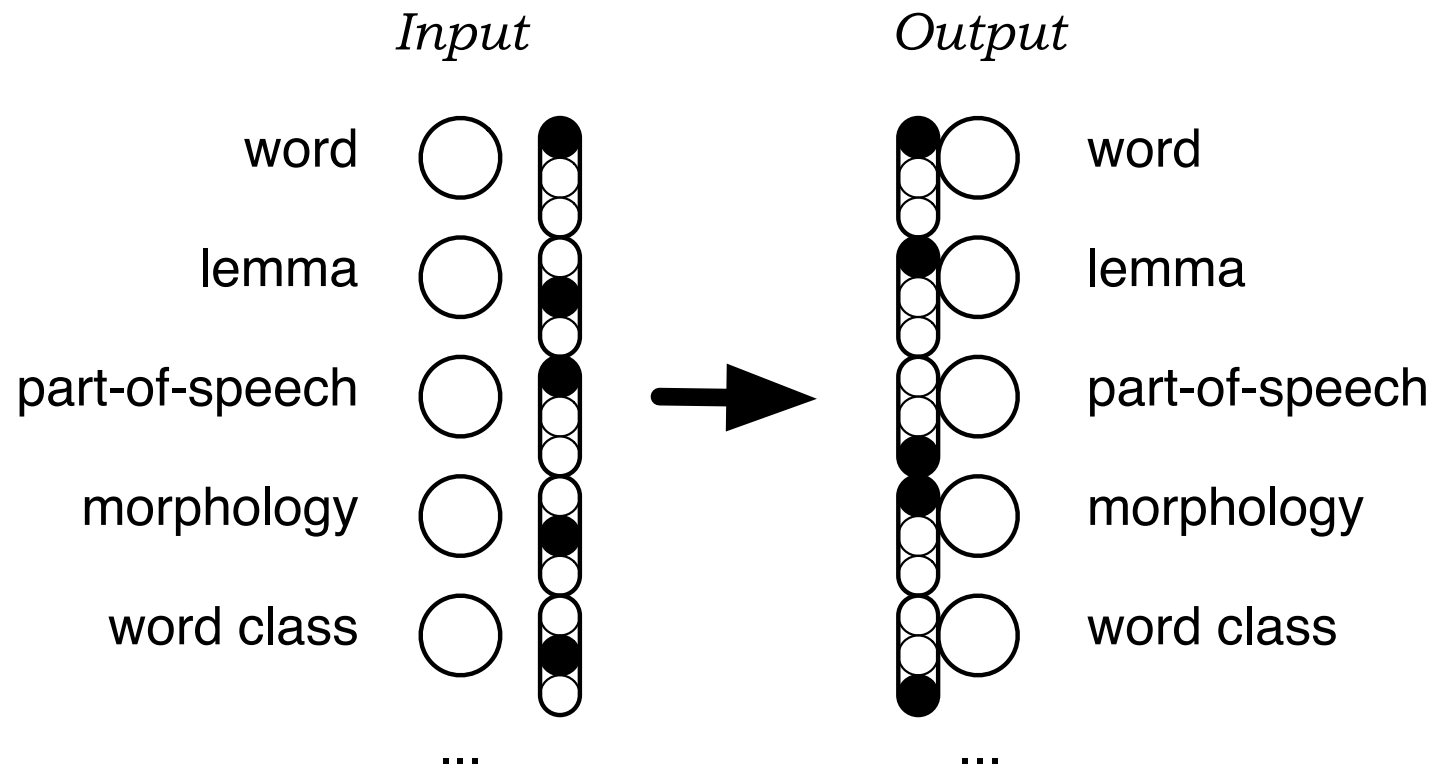 Input Output
word word
lemma lemma
part-of-speech part-of-speech
morphology morphology
word class word class
... ...